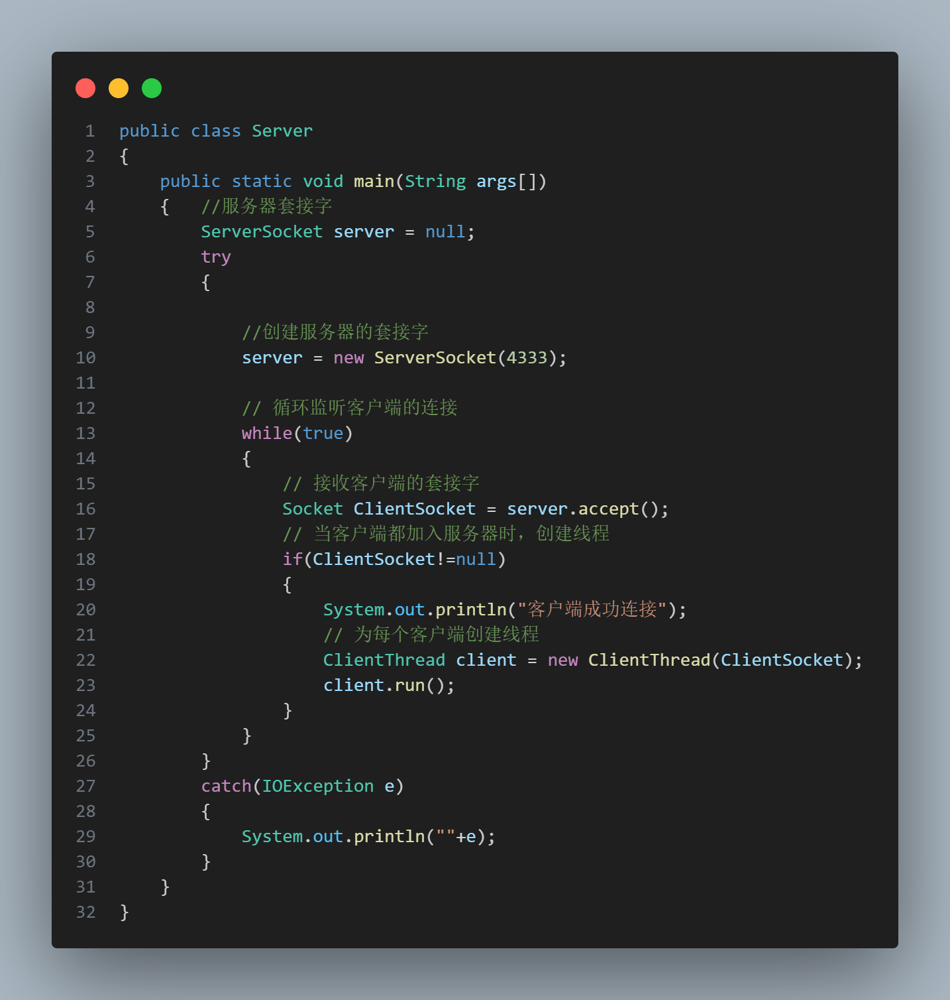 1 public class Server
2 {
3     public static void main(String args[])
4     {   //服务器套接字
5         ServerSocket server = null;
6         try
7         {
8
9             //创建服务器的套接字
10             server = new ServerSocket(4333);
11
12             // 循环监听客户端的连接
13             while(true)
14             {
15                 // 接收客户端的套接字
16                 Socket ClientSocket = server.accept();
17                 // 当客户端都加入服务器时，创建线程
18                 if(ClientSocket!=null)
19                 {
20                     System.out.println("客户端成功连接");
21                     // 为每个客户端创建线程
22                     ClientThread client = new ClientThread(ClientSocket);
23                     client.run();
24                 }
25             }
26         }
27         catch(IOException e)
28         {
29             System.out.println(""+e);
30         }
31     }
32 }